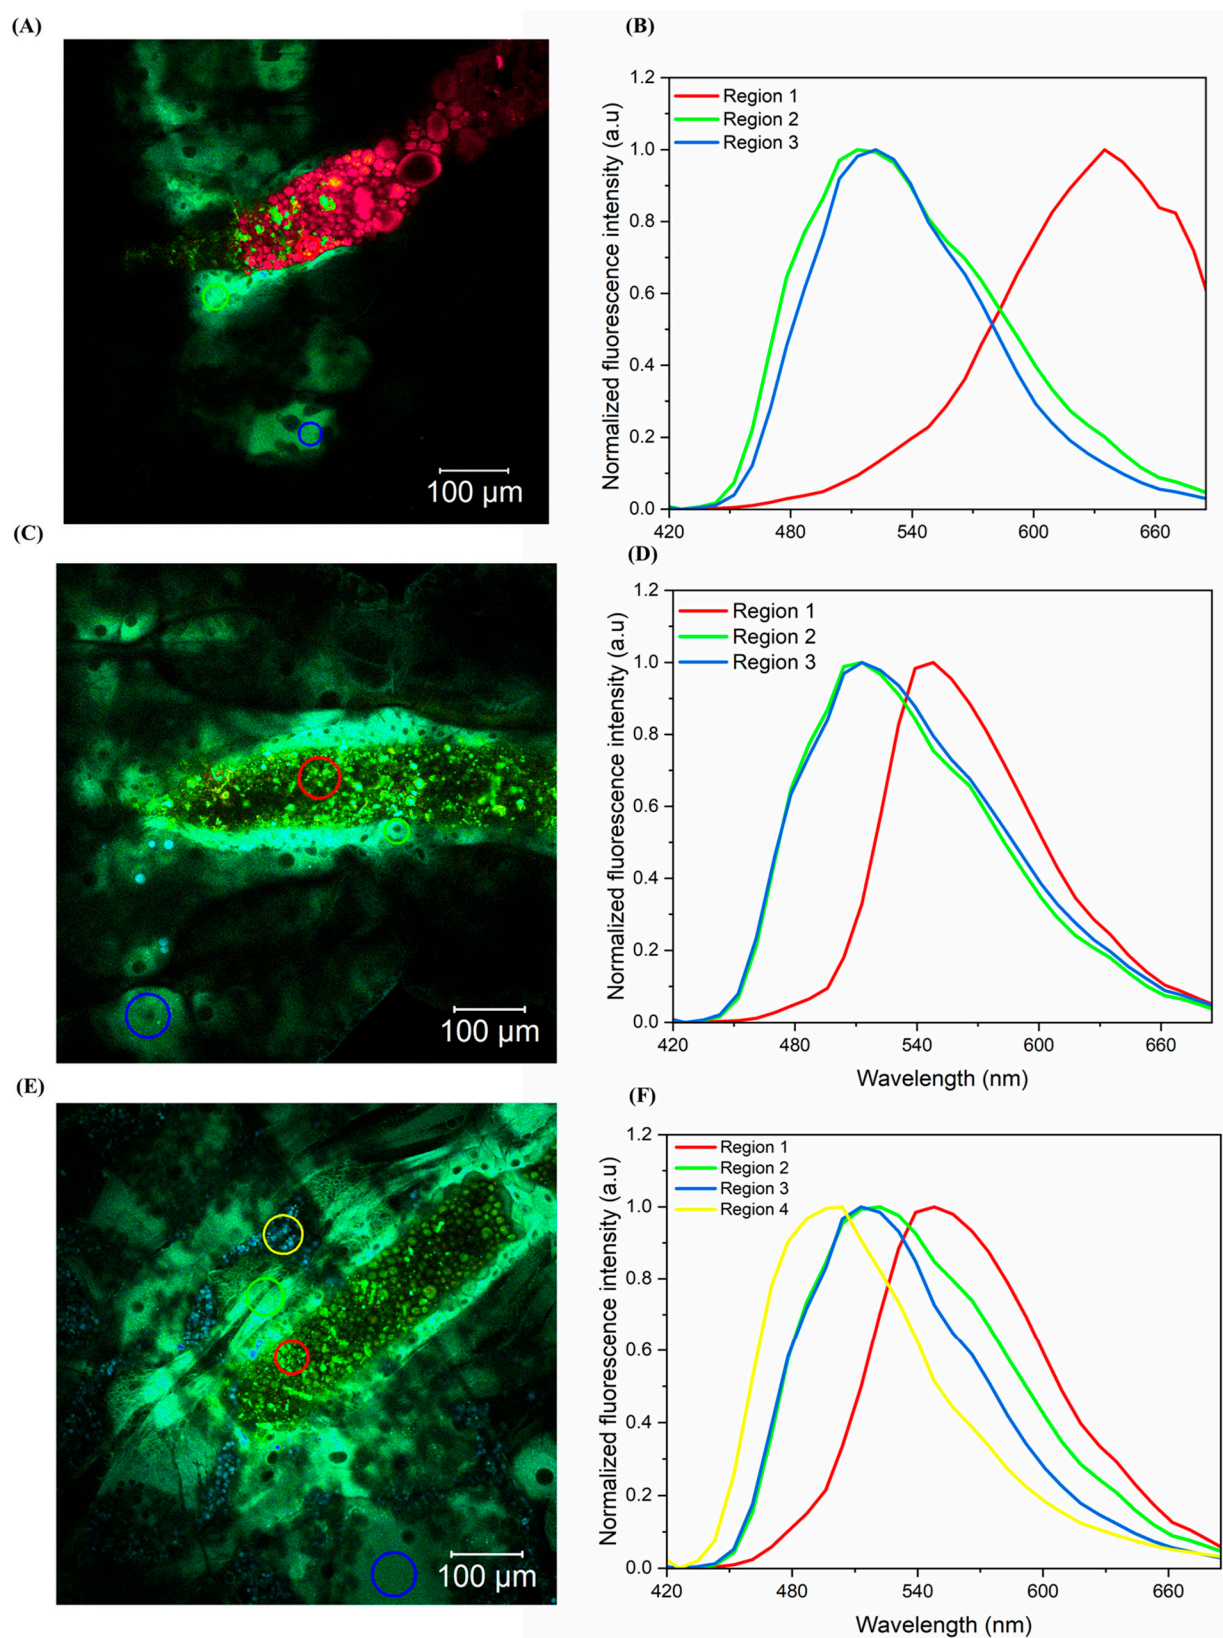 (A)
100 µm
(B)
Normalized fluorescence intensity (a.u)
1.2
1.0
0.8
0.6
0.4
0.2
0.0
Region 1
Region 2
Region 3
420
480
540
600
660
(C)
100 µm
(D)
Normalized fluorescence intensity (a.u)
1.2
1.0
0.8
0.6
0.4
0.2
0.0
Region 1
Region 2
Region 3
420
480
540
600
660
Wavelength (nm)
(E)
100 µm
(F)
Normalized fluorescence intensity (a.u)
1.2
1.0
0.8
0.6
0.4
0.2
0.0
Region 1
Region 2
Region 3
Region 4
420
480
540
600
660
Wavelength (nm)